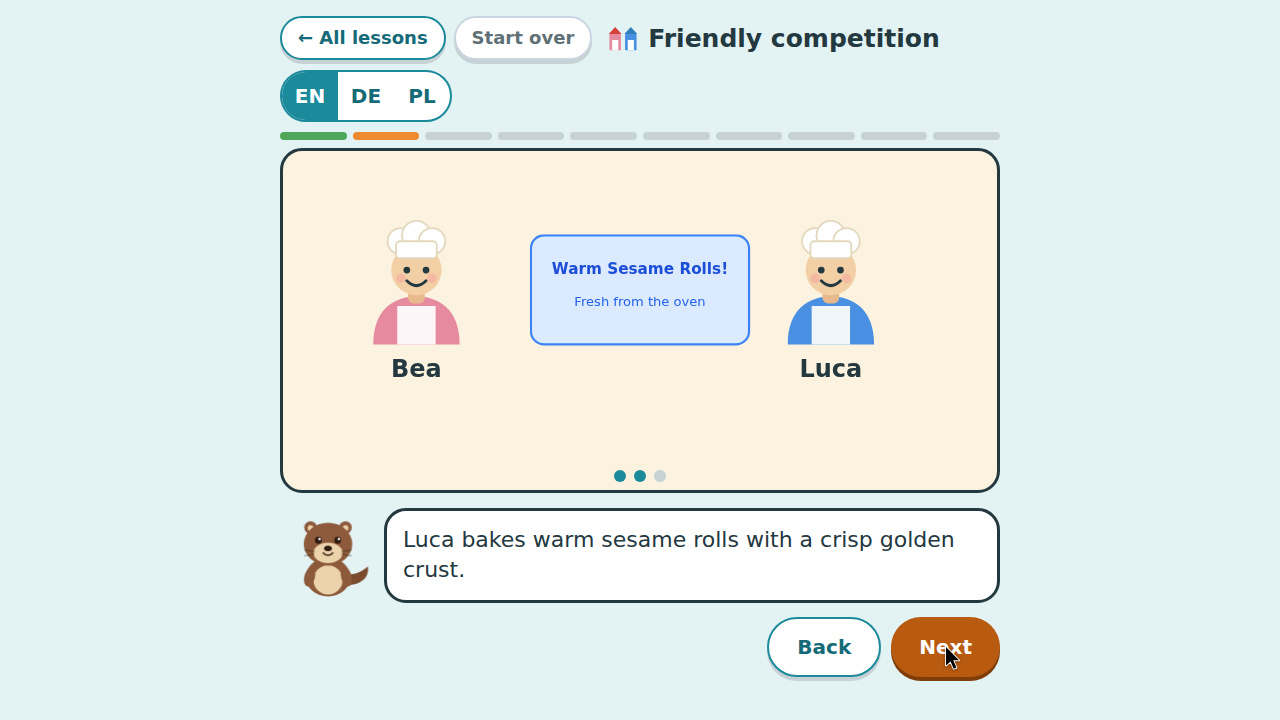 ← All lessons
Start over
Friendly competition
EN
DE
PL
Warm Sesame Rolls!
Fresh from the oven
Bea
Luca
Luca bakes warm sesame rolls with a crisp golden
crust.
Back
Next